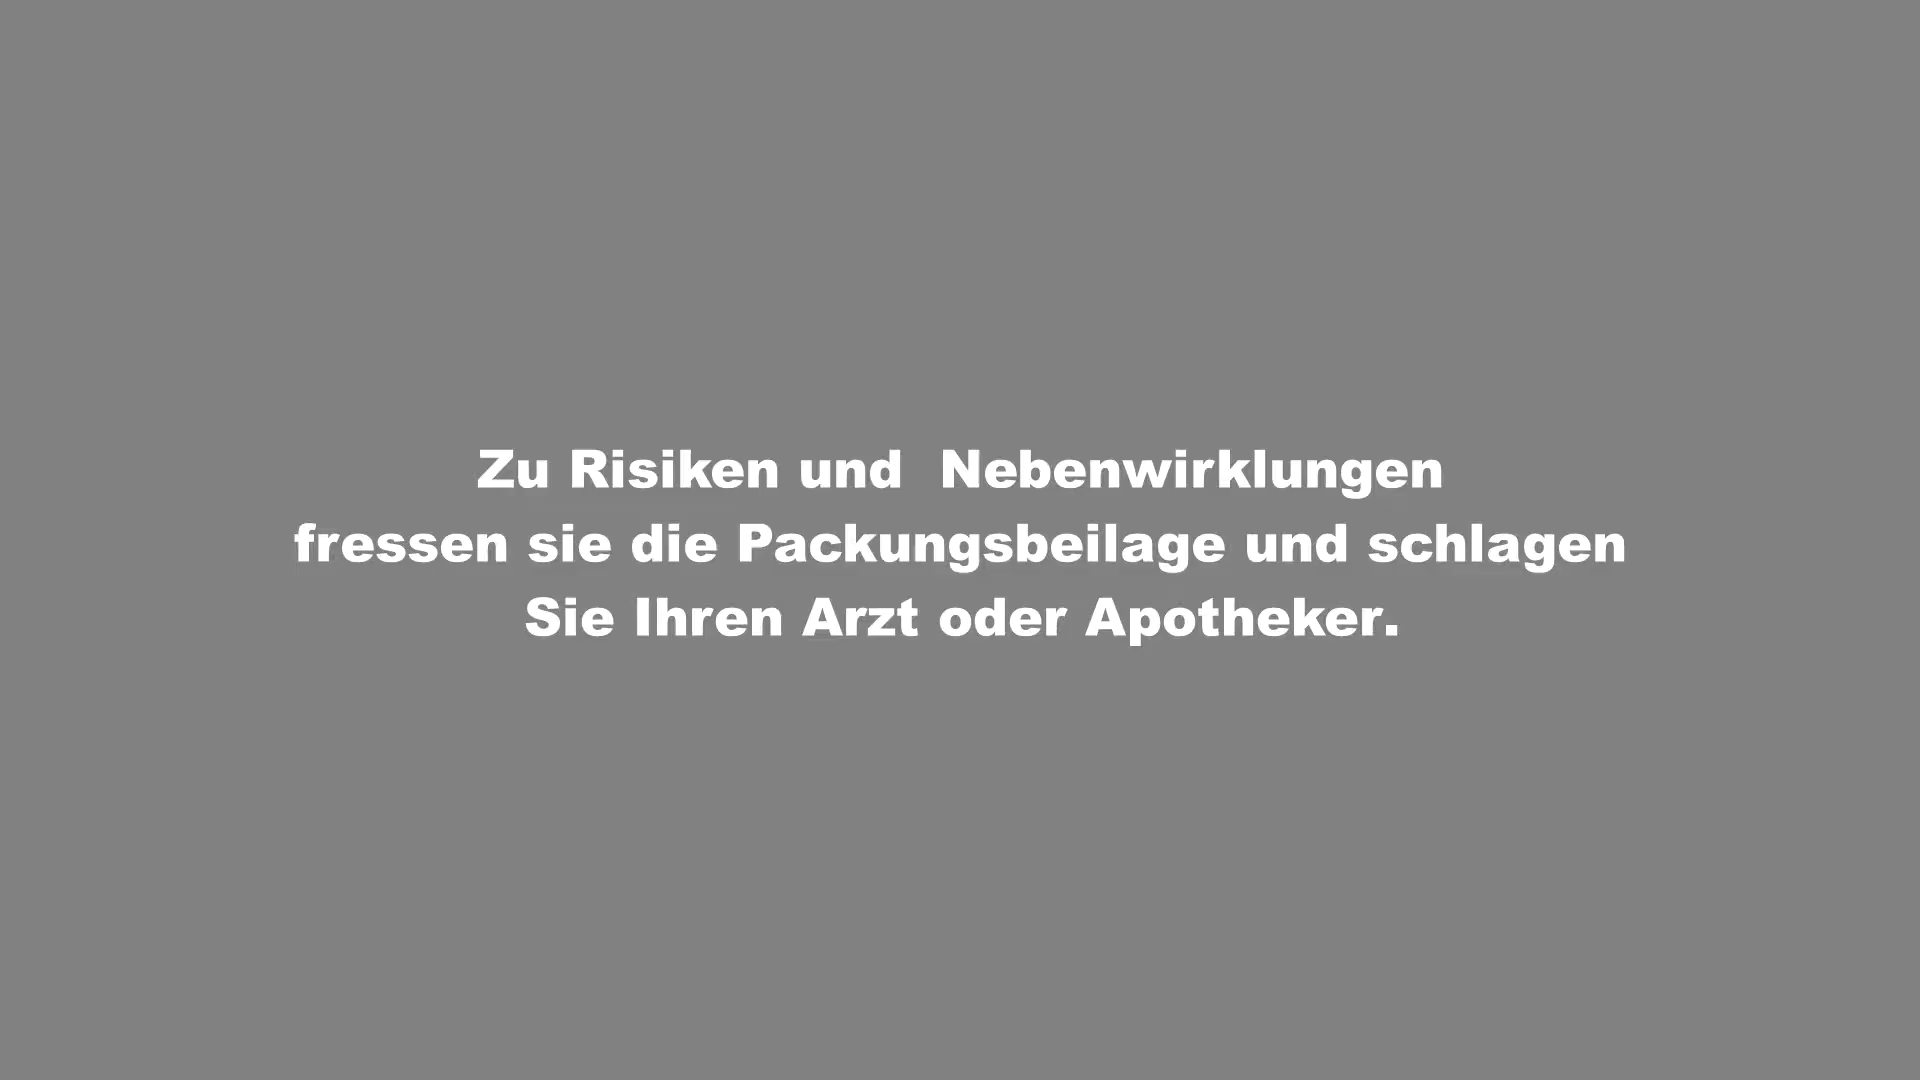 Zu Risiken und  Nebenwirklungen
fressen sie die Packungsbeilage und schlagen
Sie Ihren Arzt oder Apotheker.